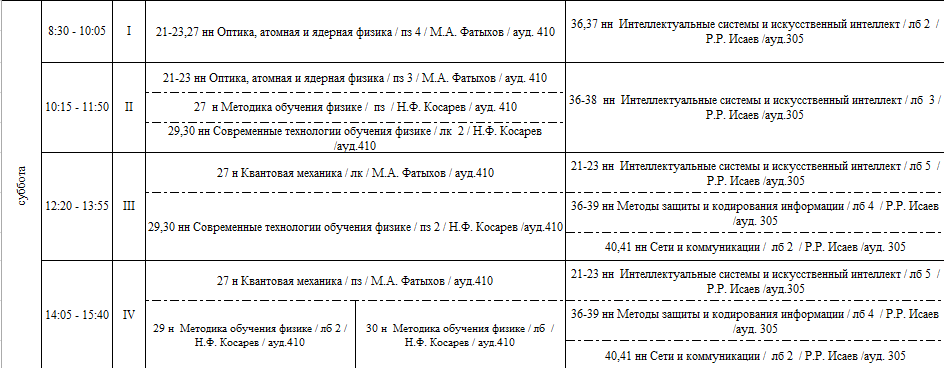 суббота
8:30 - 10:05
I
21-23,27 нн Оптика, атомная и ядерная физика / пз 4 / М.А. Фатыхов / ауд. 410
36,37 нн Интеллектуальные системы и искусственный интеллект / лб 2 /
Р.Р. Исаев /ауд.305
10:15 - 11:50
II
21-23 нн Оптика, атомная и ядерная физика / пз 3 / М.А. Фатыхов / ауд. 410
27 н Методика обучения физике / пз / Н.Ф. Косарев / ауд. 410
29,30 нн Современные технологии обучения физике / лк 2 / Н.Ф. Косарев
/ауд.410
36-38 нн Интеллектуальные системы и искусственный интеллект / лб 3 /
Р.Р. Исаев /ауд.305
12:20 - 13:55
III
27 н Квантовая механика / лк / М.А. Фатыхов / ауд.410
29,30 нн Современные технологии обучения физике / пз 2 / Н.Ф. Косарев /ауд.410
21-23 нн Интеллектуальные системы и искусственный интеллект / лб 5 /
Р.Р. Исаев /ауд.305
36-39 нн Методы защиты и кодирования информации / лб 4 / Р.Р. Исаев
/ауд. 305
40,41 нн Сети и коммуникации / лб 2 / Р.Р. Исаев /ауд. 305
14:05 - 15:40
IV
27 н Квантовая механика / пз / М.А. Фатыхов / ауд.410
29 н Методика обучения физике / лб 2 /
Н.Ф. Косарев / ауд.410
30 н Методика обучения физике / лб /
Н.Ф. Косарев / ауд.410
21-23 нн Интеллектуальные системы и искусственный интеллект / лб 5 /
Р.Р. Исаев /ауд.305
36-39 нн Методы защиты и кодирования информации / лб 4 / Р.Р. Исаев
/ауд. 305
40,41 нн Сети и коммуникации / лб 2 / Р.Р. Исаев /ауд. 305